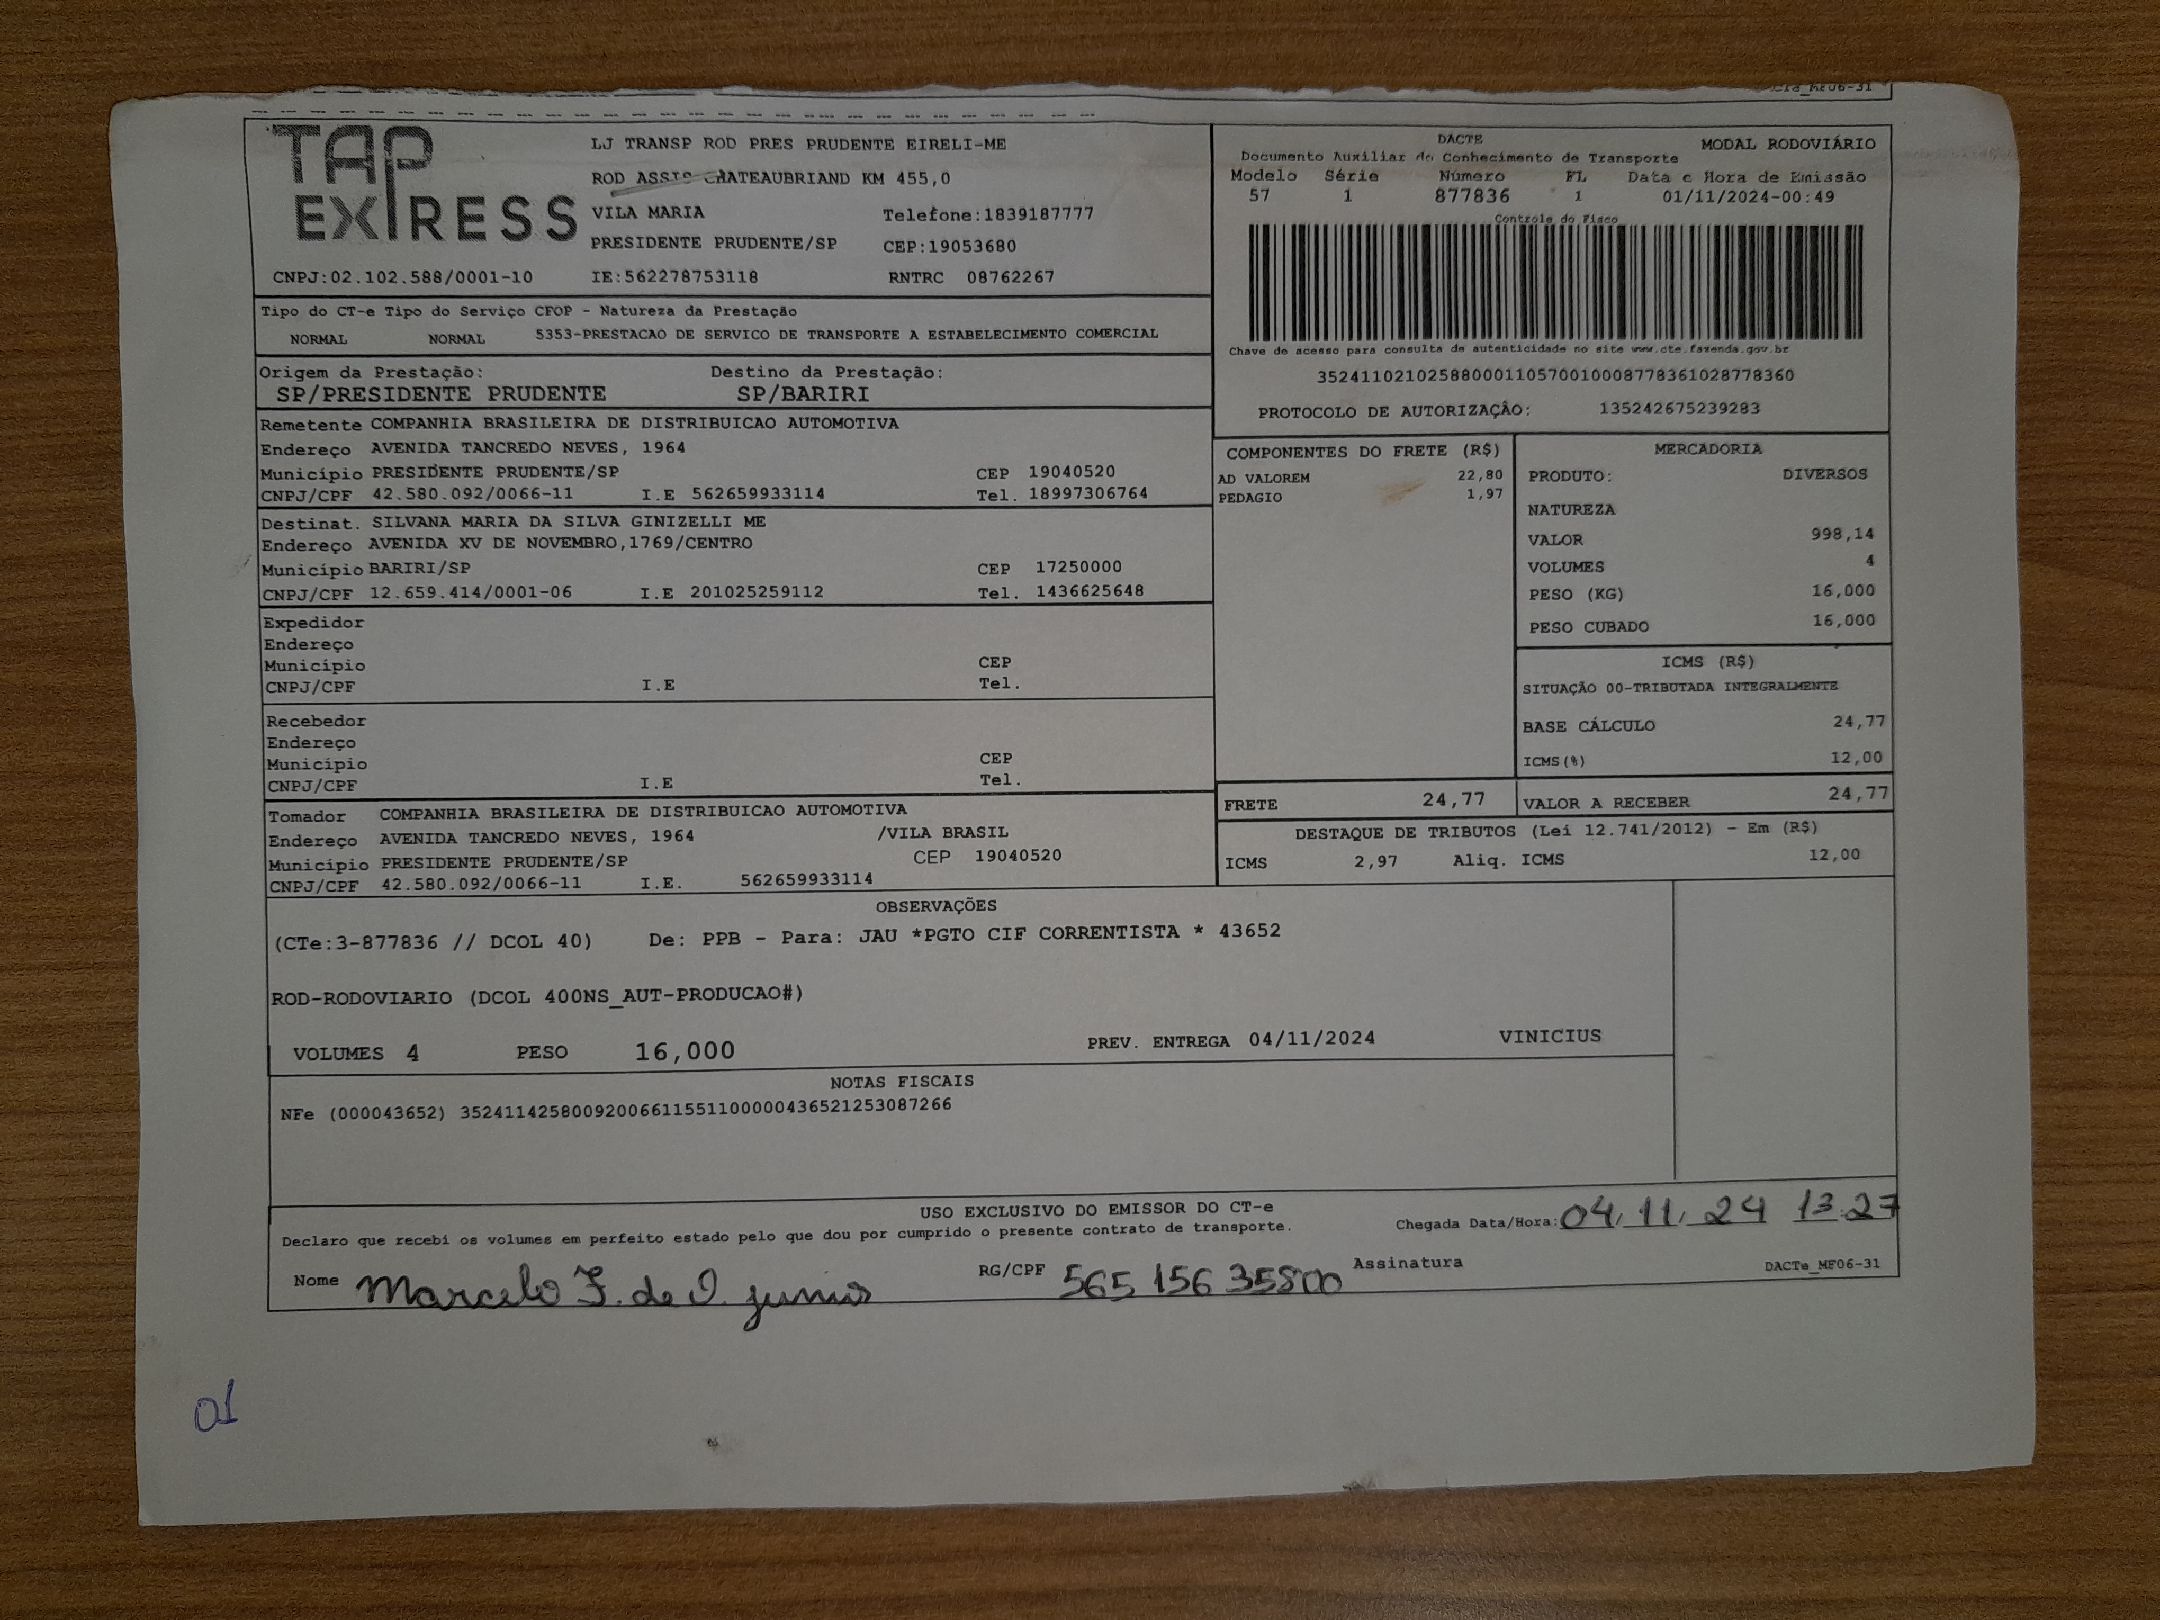 CTe_MF06-31
TAP
EXPRESS
LJ TRANSP ROD PRES PRUDENTE EIRELI-ME
ROD ASSIS CHATEAUBRIAND KM 455,0
VILA MARIA Telefone:1839187777
PRESIDENTE PRUDENTE/SP CEP:19053680
CNPJ:02.102.588/0001-10 IE:562278753118 RNTRC 08762267
DACTE MODAL RODOVIÁRIO
Documento Auxiliar do Conhecimento de Transporte
Modelo Série Número FL Data e Hora de Emissão
57 1 877836 1 01/11/2024-00:49
Controle do Fisco
Chave de acesso para consulta de autenticidade no site www.cte.fazenda.gov.br
35241102102588000110570010008778361028778360
PROTOCOLO DE AUTORIZAÇÃO: 135242675239283
Tipo do CT-e Tipo do Serviço CFOP - Natureza da Prestação
NORMAL NORMAL 5353-PRESTACAO DE SERVICO DE TRANSPORTE A ESTABELECIMENTO COMERCIAL
Origem da Prestação: Destino da Prestação:
SP/PRESIDENTE PRUDENTE SP/BARIRI
Remetente COMPANHIA BRASILEIRA DE DISTRIBUICAO AUTOMOTIVA
Endereço AVENIDA TANCREDO NEVES, 1964
Município PRESIDENTE PRUDENTE/SP CEP 19040520
CNPJ/CPF 42.580.092/0066-11 I.E 562659933114 Tel. 18997306764
Destinat. SILVANA MARIA DA SILVA GINIZELLI ME
Endereço AVENIDA XV DE NOVEMBRO,1769/CENTRO
Município BARIRI/SP CEP 17250000
CNPJ/CPF 12.659.414/0001-06 I.E 201025259112 Tel. 1436625648
Expedidor
Endereço
Município CEP
CNPJ/CPF I.E Tel.
Recebedor
Endereço
Município CEP
CNPJ/CPF I.E Tel.
Tomador COMPANHIA BRASILEIRA DE DISTRIBUICAO AUTOMOTIVA
Endereço AVENIDA TANCREDO NEVES, 1964 /VILA BRASIL
Município PRESIDENTE PRUDENTE/SP CEP 19040520
CNPJ/CPF 42.580.092/0066-11 I.E. 562659933114
COMPONENTES DO FRETE (R$)
AD VALOREM 22,80
PEDAGIO 1,97
MERCADORIA
PRODUTO: DIVERSOS
NATUREZA
VALOR 998,14
VOLUMES 4
PESO (KG) 16,000
PESO CUBADO 16,000
ICMS (R$)
SITUAÇÃO 00-TRIBUTADA INTEGRALMENTE
BASE CÁLCULO 24,77
ICMS(%) 12,00
FRETE 24,77 VALOR A RECEBER 24,77
DESTAQUE DE TRIBUTOS (Lei 12.741/2012) - Em (R$)
ICMS 2,97 Aliq. ICMS 12,00
OBSERVAÇÕES
(CTe:3-877836 // DCOL 40) De: PPB - Para: JAU *PGTO CIF CORRENTISTA * 43652
ROD-RODOVIARIO (DCOL 400NS_AUT-PRODUCAO#)
VOLUMES 4 PESO 16,000 PREV. ENTREGA 04/11/2024 VINICIUS
NOTAS FISCAIS
NFe (000043652) 35241142580092006611551100000436521253087266
USO EXCLUSIVO DO EMISSOR DO CT-e
Declaro que recebi os volumes em perfeito estado pelo que dou por cumprido o presente contrato de transporte.
Chegada Data/Hora: 04,11,24 13:27
Nome Marcelo F. de O. junior RG/CPF 565 156 35800 Assinatura DACTe_MF06-31
01